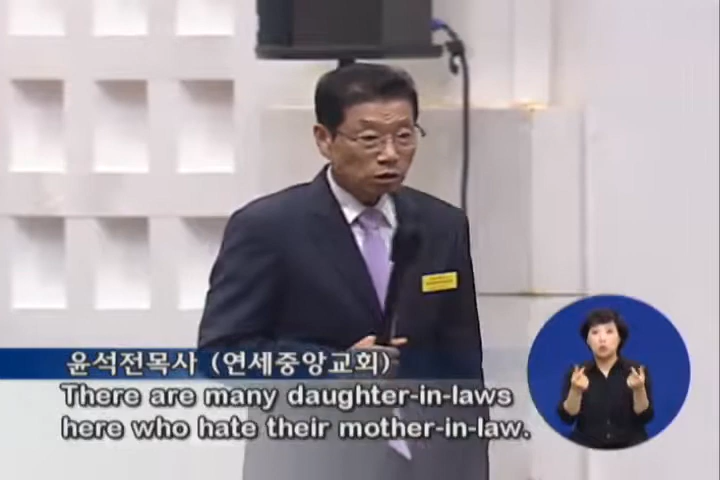 윤석전목사 (연세중앙교회)
There are many daughter-in-laws
here who hate their mother-in-law.